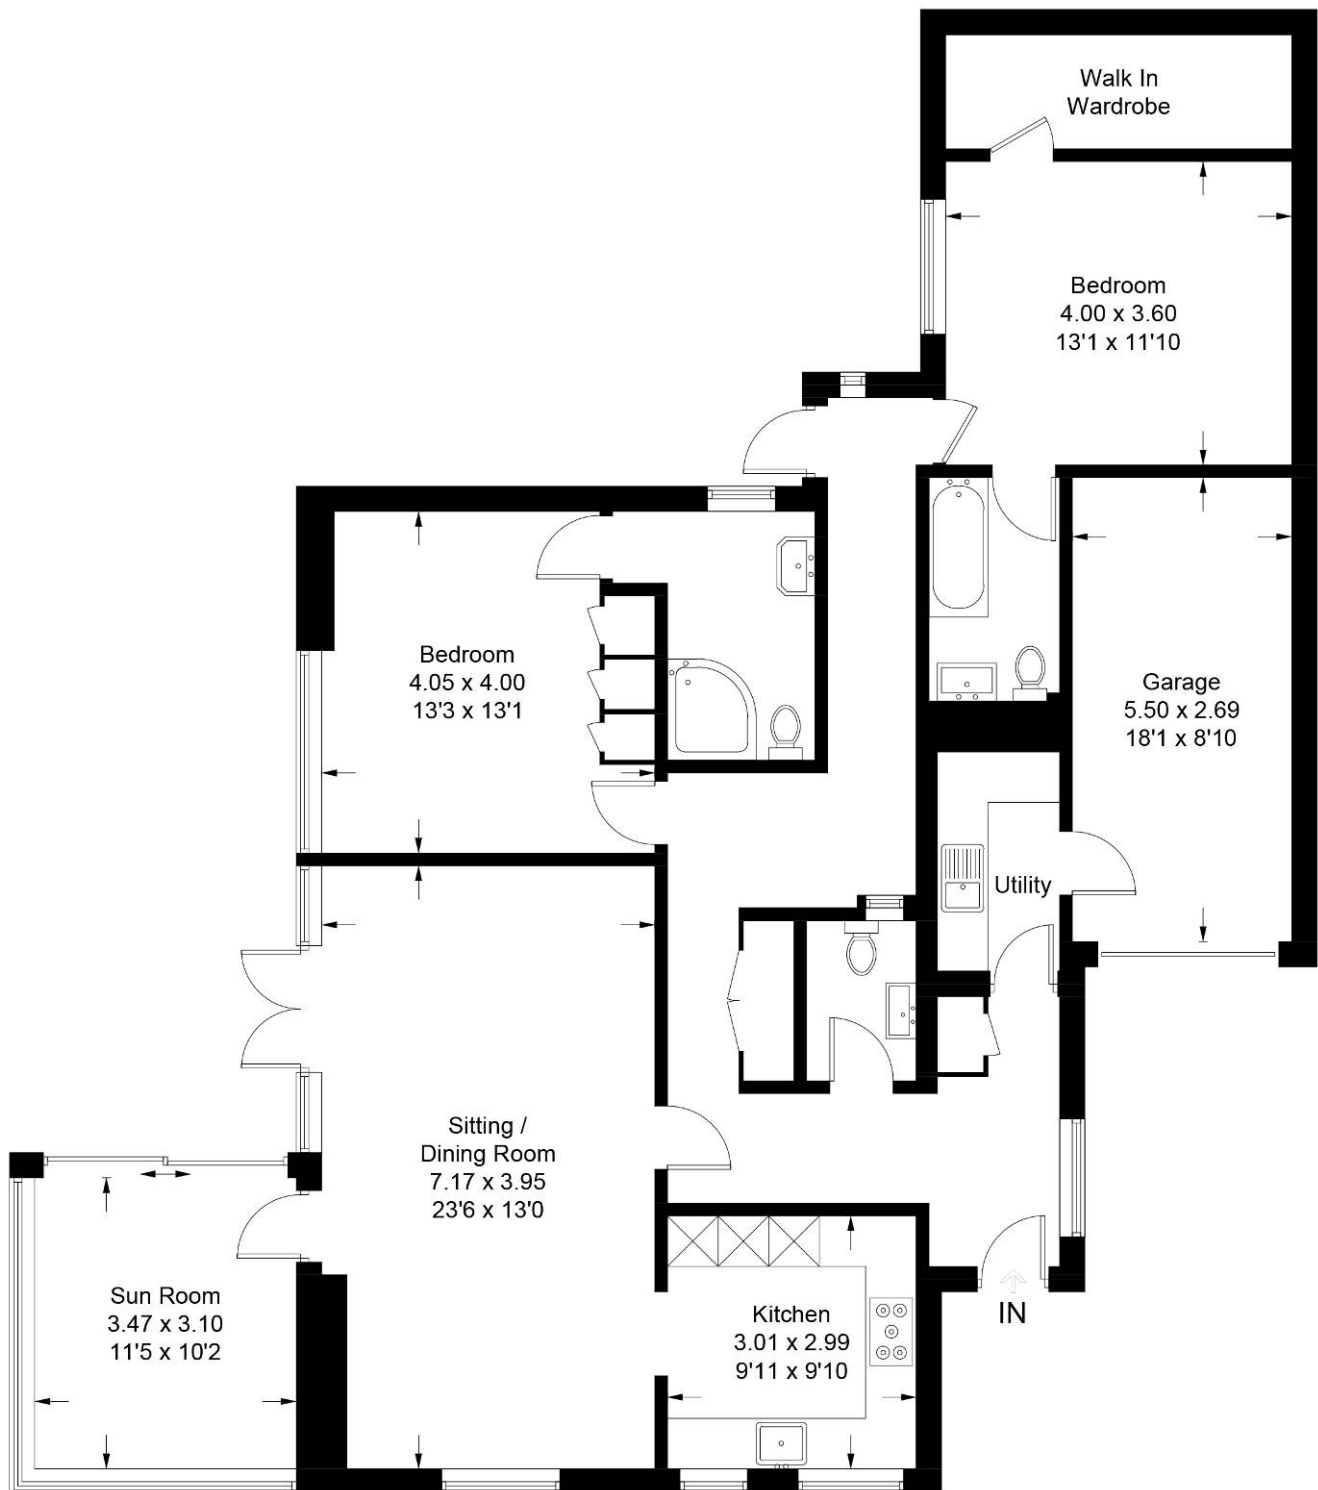 Walk In
Wardrobe
Bedroom
4.00 x 3.60
13'1 x 11'10
Bedroom
4.05 x 4.00
13'3 x 13'1
Garage
5.50 x 2.69
18'1 x 8'10
Utility
Sitting /
Dining Room
7.17 x 3.95
23'6 x 13'0
Sun Room
3.47 x 3.10
11'5 x 10'2
Kitchen
3.01 x 2.99
9'11 x 9'10
IN